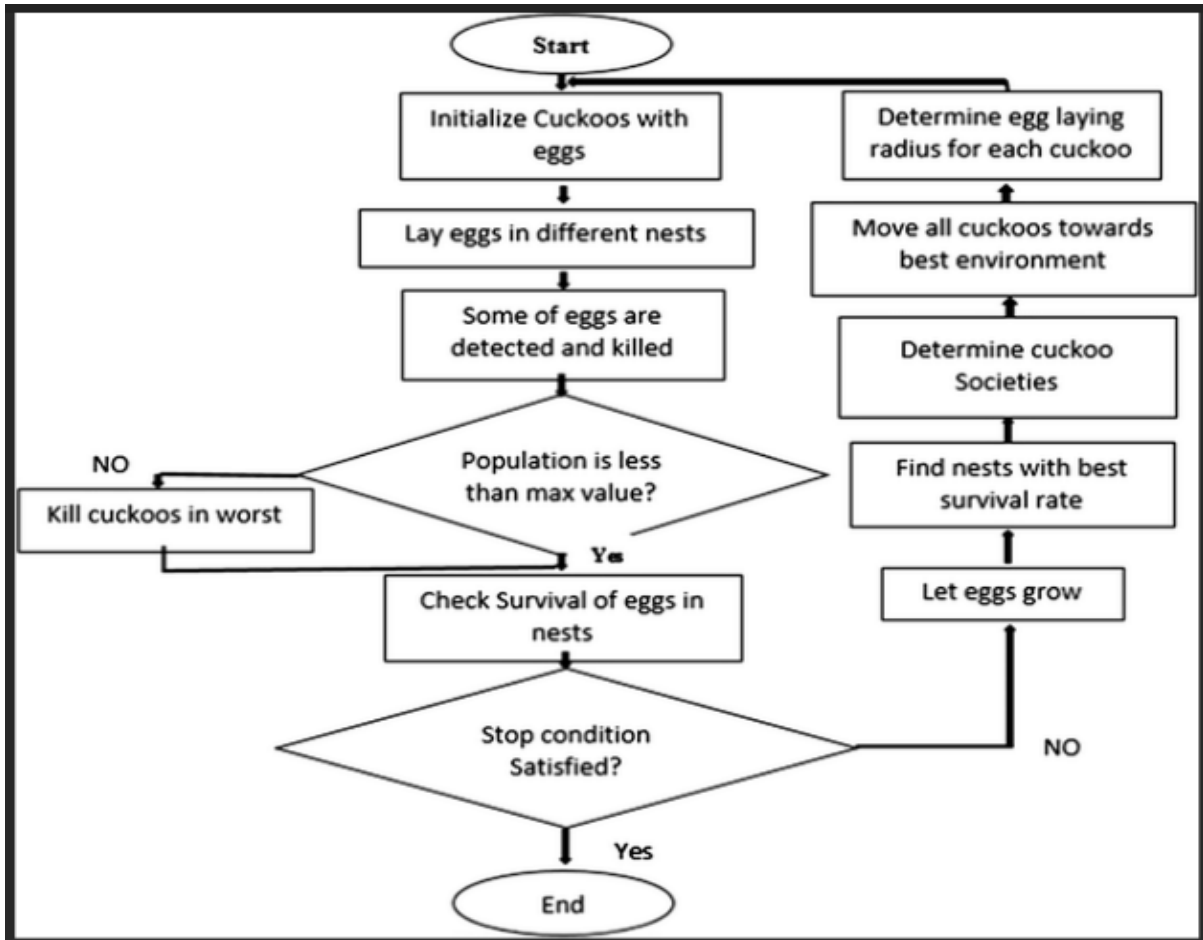 Start
Initialize Cuckoos with
eggs
Lay eggs in different nests
Some of eggs are
detected and killed
Population is less
than max value?
NO
Kill cuckoos in worst
Yes
Check Survival of eggs in
nests
Stop condition
Satisfied?
Yes
End
NO
Let eggs grow
Find nests with best
survival rate
Determine cuckoo
Societies
Move all cuckoos towards
best environment
Determine egg laying
radius for each cuckoo